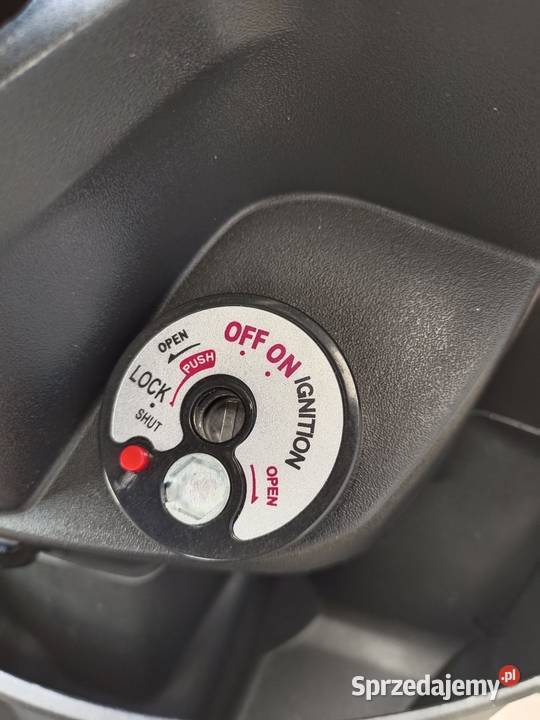 OFF ON
IGNITION
OPEN
PUSH
LOCK
SHUT
OPEN
Sprzedajemy.pl